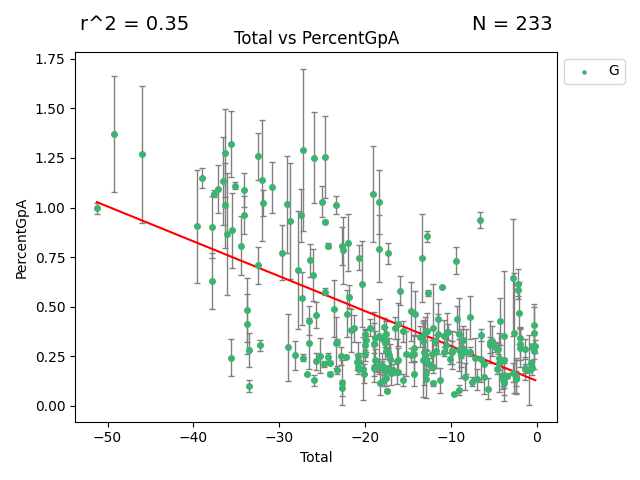 r^2 = 0.35
N = 233
Total vs PercentGpA
G
PercentGpA
1.75
1.50
1.25
1.00
0.75
0.50
0.25
0.00
−50 −40 −30 −20 −10 0
Total